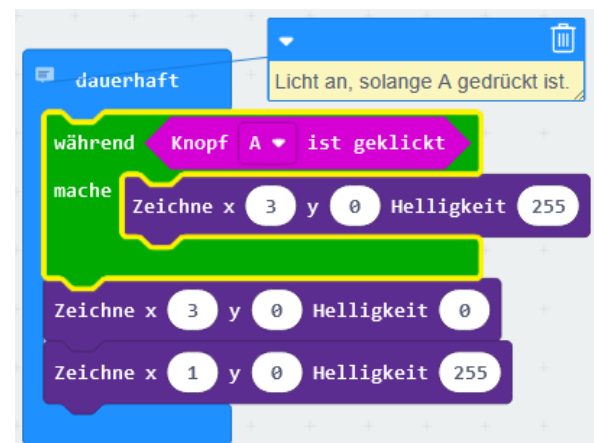 dauerhaft
Licht an, solange A gedrückt ist.
während Knopf A ist geklickt
mache
Zeichne x 3 y 0 Helligkeit 255
Zeichne x 3 y 0 Helligkeit 0
Zeichne x 1 y 0 Helligkeit 255